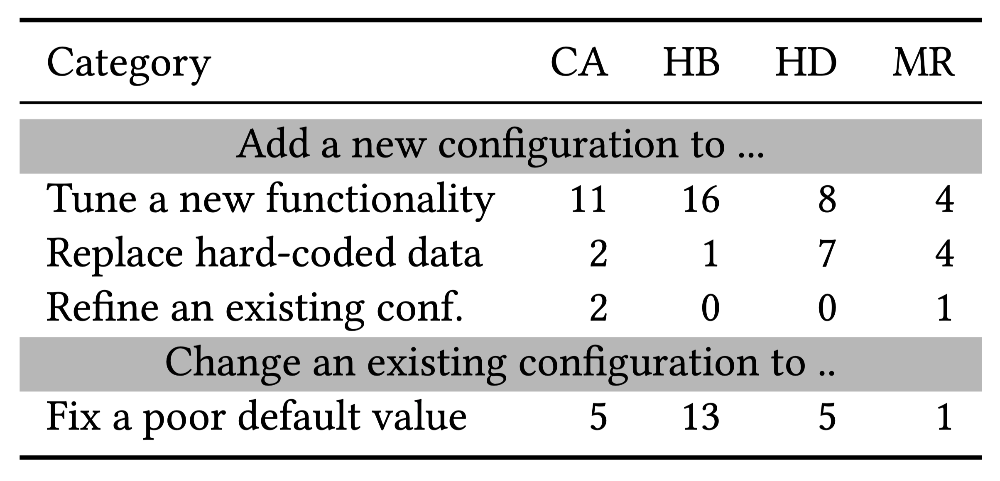 Category CA HB HD MR
Add a new configuration to ...
Tune a new functionality 11 16 8 4
Replace hard-coded data 2 1 7 4
Refine an existing conf. 2 0 0 1
Change an existing configuration to ..
Fix a poor default value 5 13 5 1